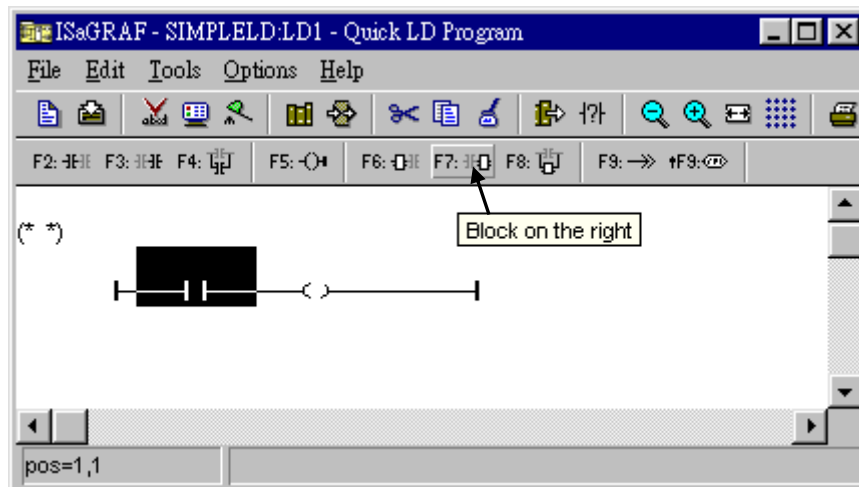 ISaGRAF - SIMPLELD:LD1 - Quick LD Program
File Edit Tools Options Help
abcd
F2: F3: F4: F5: F6: F7: F8: F9: ↑F9:
Block on the right
(* *)
pos=1,1